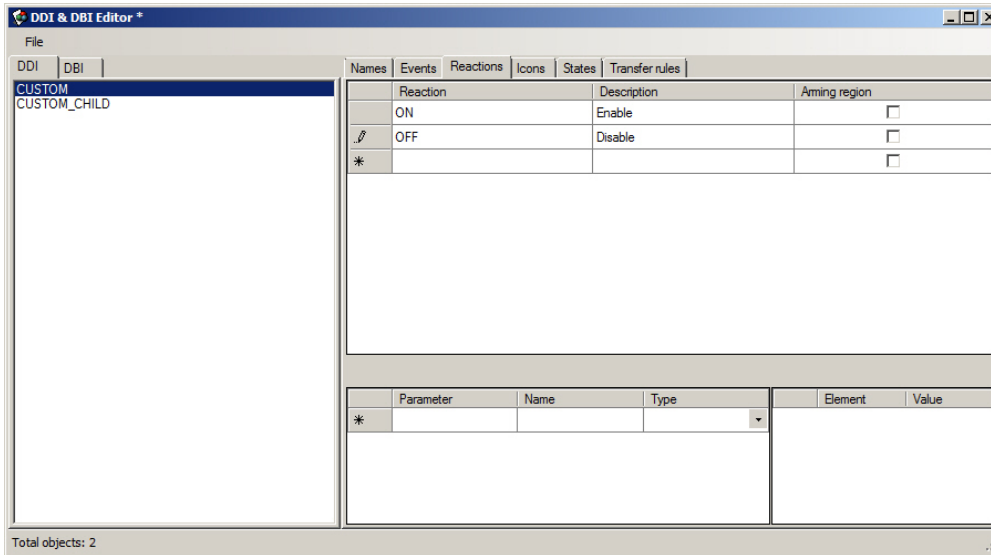 DDI & DBI Editor *
File
DDI DBI
CUSTOM
CUSTOM_CHILD
Names Events Reactions Icons States Transfer rules
Reaction Description Arming region
ON Enable
OFF Disable
Parameter Name Type Element Value
Total objects: 2